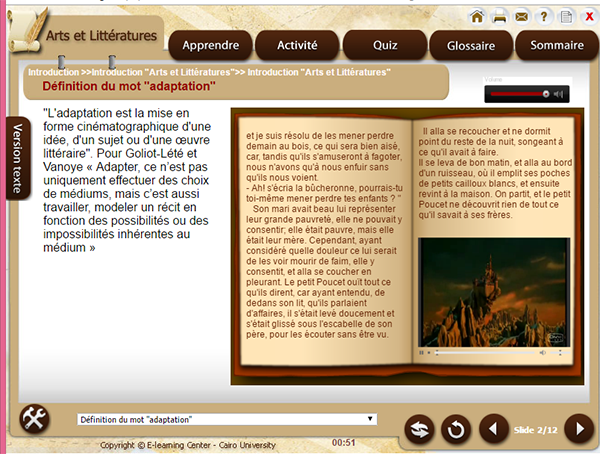 Arts et Littératures
Apprendre
Activité
Quiz
Glossaire
Sommaire
Introduction >>Introduction "Arts et Littératures">> Introduction "Arts et Littératures"
Définition du mot "adaptation"
Version texte
"L'adaptation est la mise en
forme cinématographique d'une
idée, d'un sujet ou d'une œuvre
littéraire". Pour Goliot-Lété et
Vanoye « Adapter, ce n'est pas
uniquement effectuer des choix
de médiums, mais c'est aussi
travailler, modeler un récit en
fonction des possibilités ou des
impossibilités inhérentes au
médium »
et je suis rèsolu de les mener perdre
demain au bois, ce qui sera bien aisè,
car, tandis qu'ils s'amuseront á fagoter,
nous n'avons qu'á nous enfuir sans
qu'ils nous voient.
- Ah! s'écria la bûcheronne, pourrais-tu
toi-même mener perdre tes enfants ? "
Son mari avait beau lui reprèsenter
leur grande pauvretè, elle ne pouvait y
consentir; elle ètait pauvre, mais elle
ètait leur mère. Cependant, ayant
considèrè quelle douleur ce lui serait
de les voir mourir de faim, elle y
consentit, et alla se coucher en
pleurant. Le petit Poucet ouït tout ce
qu'ils dirent, car ayant entendu, de
dedans son lit, qu'ils parlaient
d'affaires, il s'ètait levè doucement et
s'ètait glissè sous l'escabelle de son
père, pour les ècouter sans être vu.
Il alla se recoucher et ne dormit
point du reste de la nuit, songeant á
ce qu'il avait á faire.
Il se leva de bon matin, et alla au bord
d'un ruisseau, où il emplit ses poches
de petits cailloux blancs, et ensuite
revint á la maison. On partit, et le petit
Poucet ne dècouvrit rien de tout ce
qu'il savait á ses frères.
Définition du mot "adaptation"
Slide 2/12
Copyright © E-learning Center - Cairo University
00:51